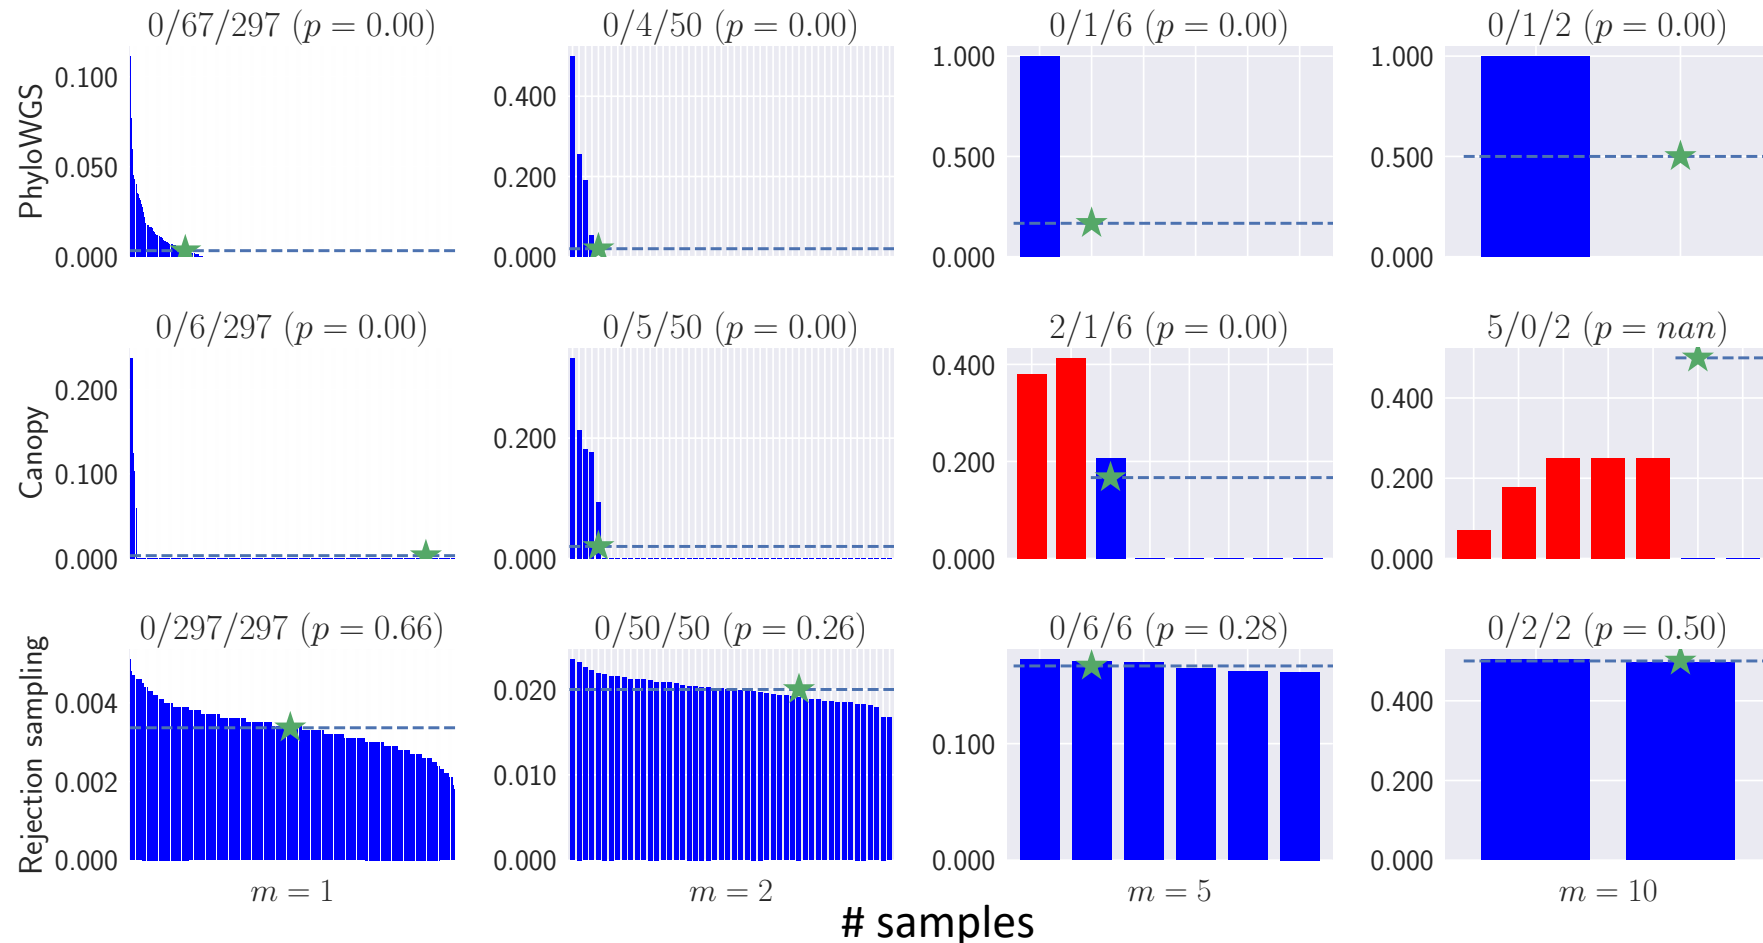 0/67/297 (p = 0.00)
0/4/50 (p = 0.00)
0/1/6 (p = 0.00)
0/1/2 (p = 0.00)
PhyloWGS
0.100
0.050
0.000
0.400
0.200
0.000
1.000
0.500
0.000
1.000
0.500
0.000
0/6/297 (p = 0.00)
0/5/50 (p = 0.00)
2/1/6 (p = 0.00)
5/0/2 (p = nan)
Canopy
0.200
0.100
0.000
0.200
0.000
0.400
0.200
0.000
0.400
0.200
0.000
0/297/297 (p = 0.66)
0/50/50 (p = 0.26)
0/6/6 (p = 0.28)
0/2/2 (p = 0.50)
Rejection sampling
0.004
0.002
0.000
0.020
0.010
0.000
0.100
0.000
0.400
0.200
0.000
m = 1
m = 2
m = 5
m = 10
# samples